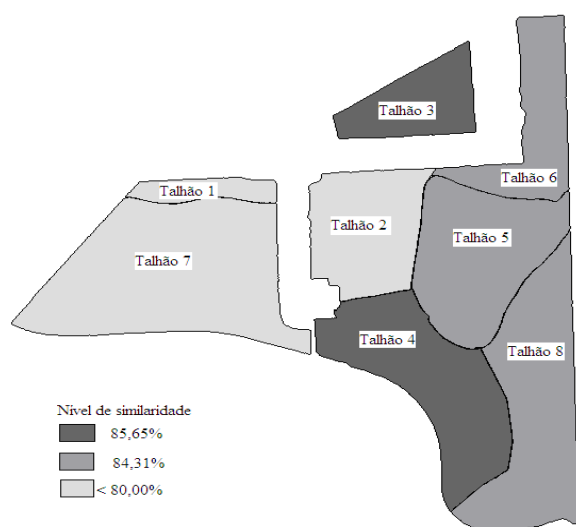 Talhão 3
Talhão 6
Talhão 1
Talhão 2
Talhão 5
Talhão 7
Talhão 4
Talhão 8
Nível de similaridade
85,65%
84,31%
< 80,00%